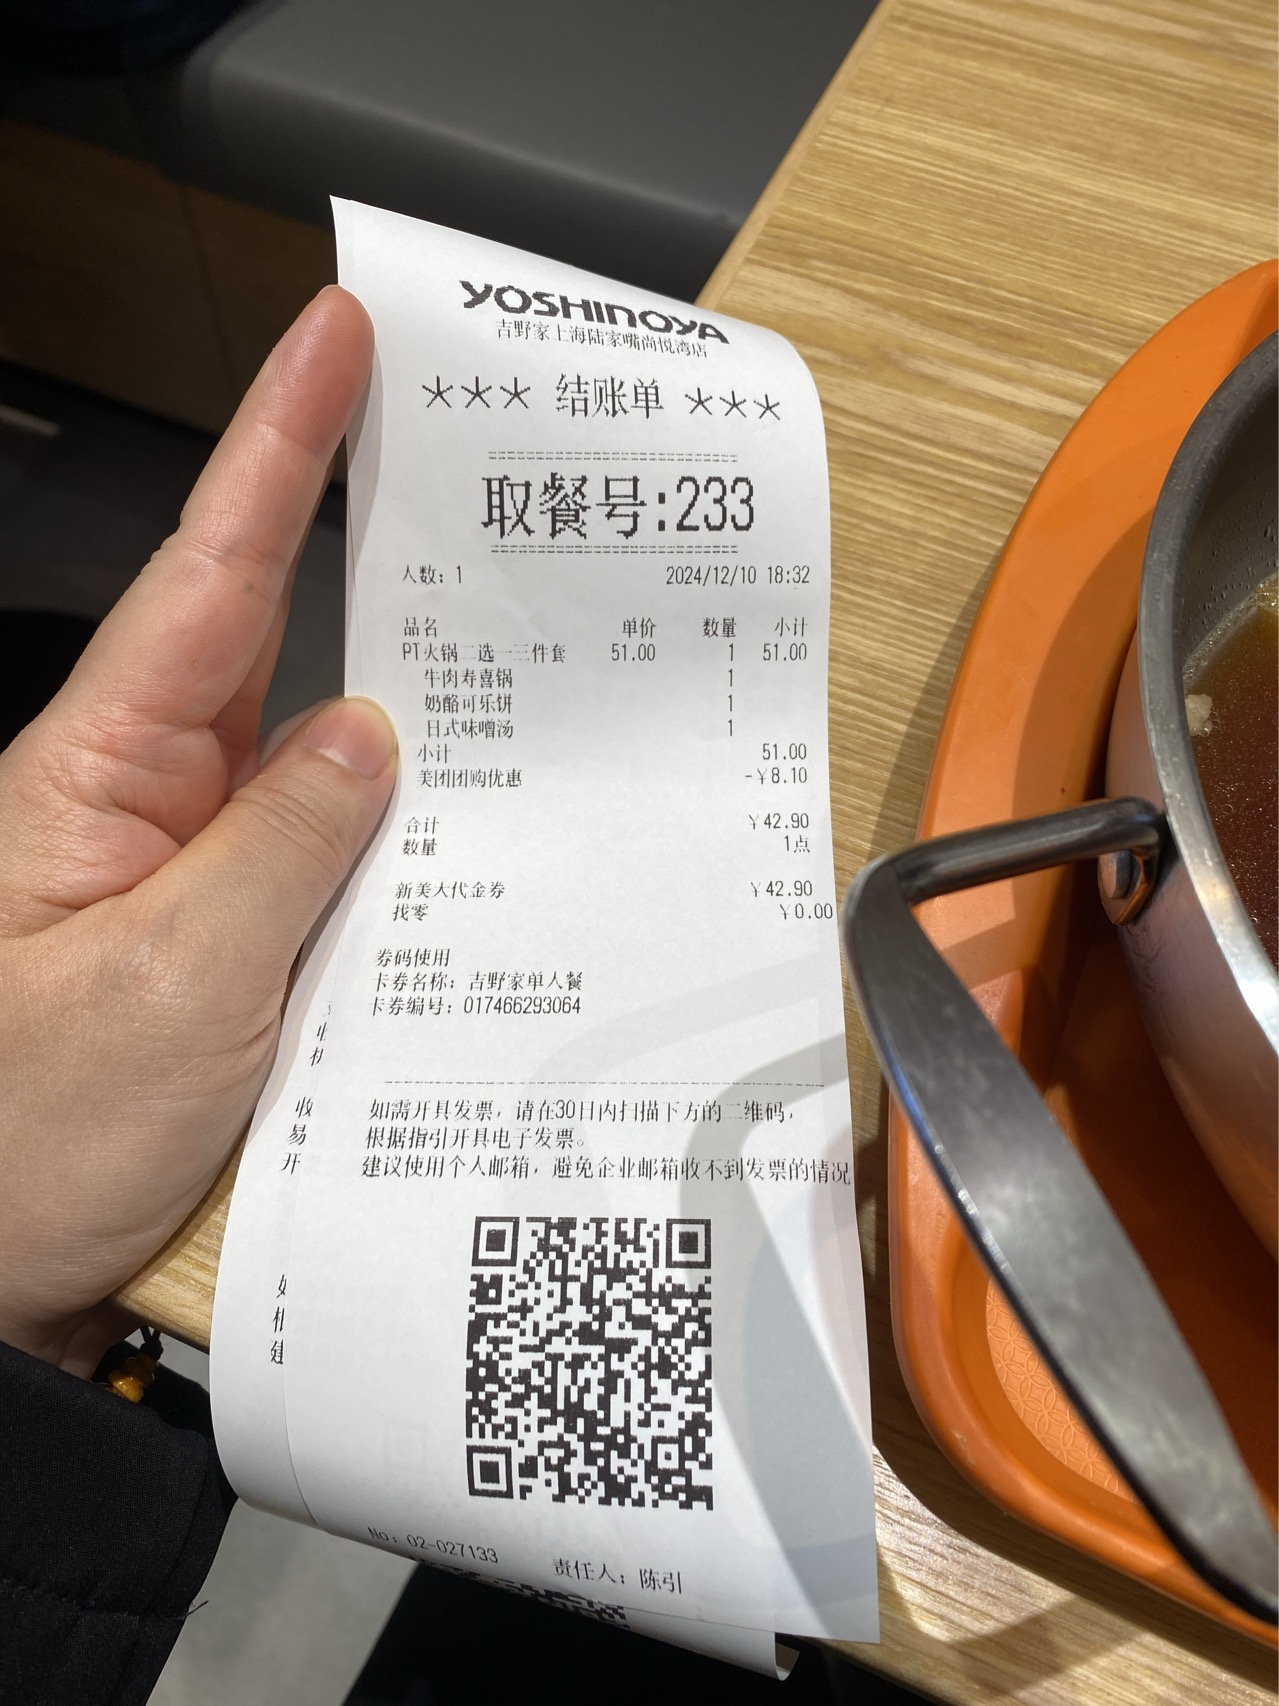 YOSHINOYA
吉野家上海陆家嘴尚悦湾店
*** 结账单 ***
取餐号:233
人数: 1 2024/12/10 18:32
品名 单价 数量 小计
PT火锅二选一三件套 51.00 1 51.00
牛肉寿喜锅 1
奶酪可乐饼 1
日式味噌汤 1
小计 51.00
美团团购优惠 -¥8.10
合计 ¥42.90
数量 1点
新美大代金券 ¥42.90
找零 ¥0.00
券码使用
卡券名称: 吉野家单人餐
卡券编号: 017466293064
如需开具发票, 请在30日内扫描下方的二维码,
根据指引开具电子发票。
建议使用个人邮箱, 避免企业邮箱收不到发票的情况
No: 02-027133 责任人: 陈引
收
易
开
建